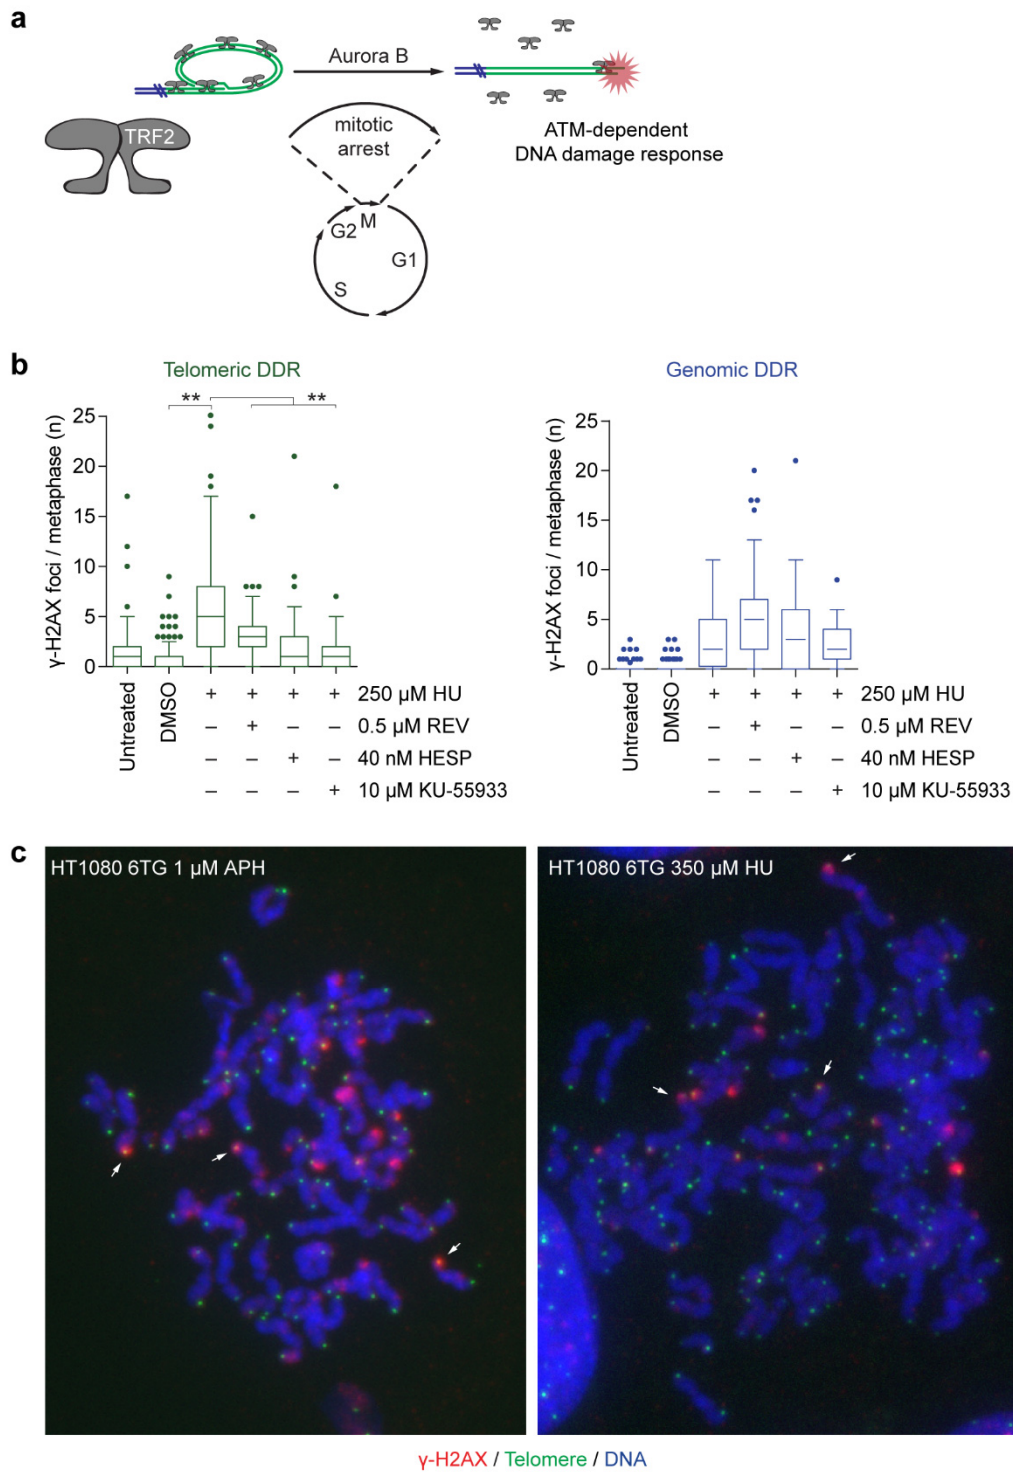 a
Aurora B
TRF2
mitotic
arrest
ATM-dependent
DNA damage response
M
G2
G1
S
b
Telomeric DDR
γ-H2AX foci / metaphase (n)
25
20
15
10
5
0
** **
Untreated
DMSO
+ + + + 250 µM HU
– + – – 0.5 µM REV
– – + – 40 nM HESP
– – – + 10 µM KU-55933
Genomic DDR
γ-H2AX foci / metaphase (n)
25
20
15
10
5
0
Untreated
DMSO
+ + + + 250 µM HU
– + – – 0.5 µM REV
– – + – 40 nM HESP
– – – + 10 µM KU-55933
c
HT1080 6TG 1 µM APH
HT1080 6TG 350 µM HU
γ-H2AX / Telomere / DNA